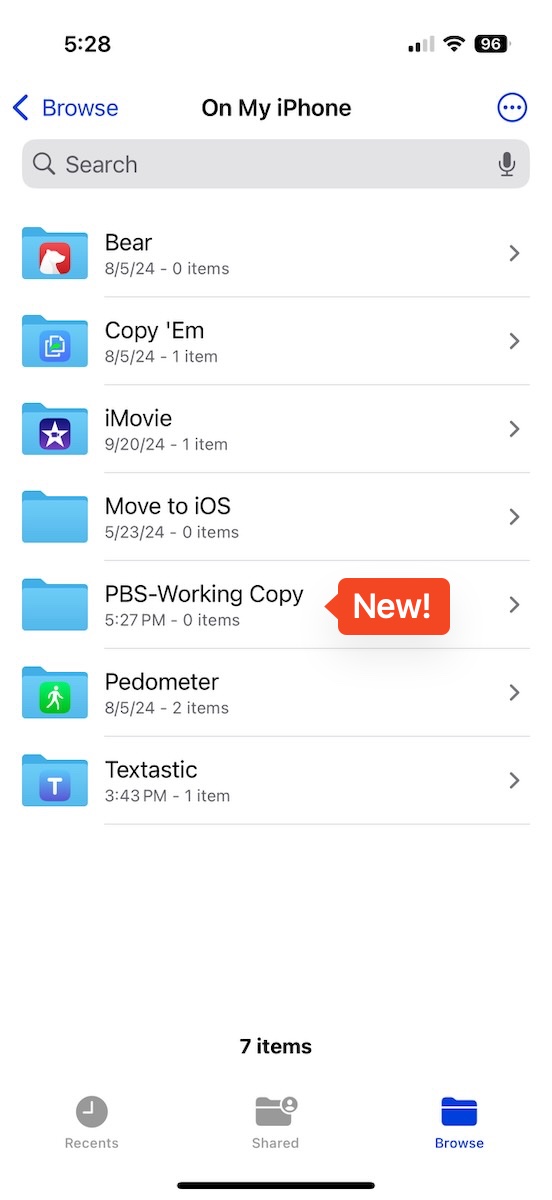 5:28
96
Browse
On My iPhone
Search
Bear
8/5/24 - 0 items
Copy 'Em
8/5/24 - 1 item
iMovie
9/20/24 - 1 item
Move to iOS
5/23/24 - 0 items
PBS-Working Copy
5:27 PM - 0 items
New!
Pedometer
8/5/24 - 2 items
T
Textastic
3:43 PM - 1 item
7 items
Recents
Shared
Browse